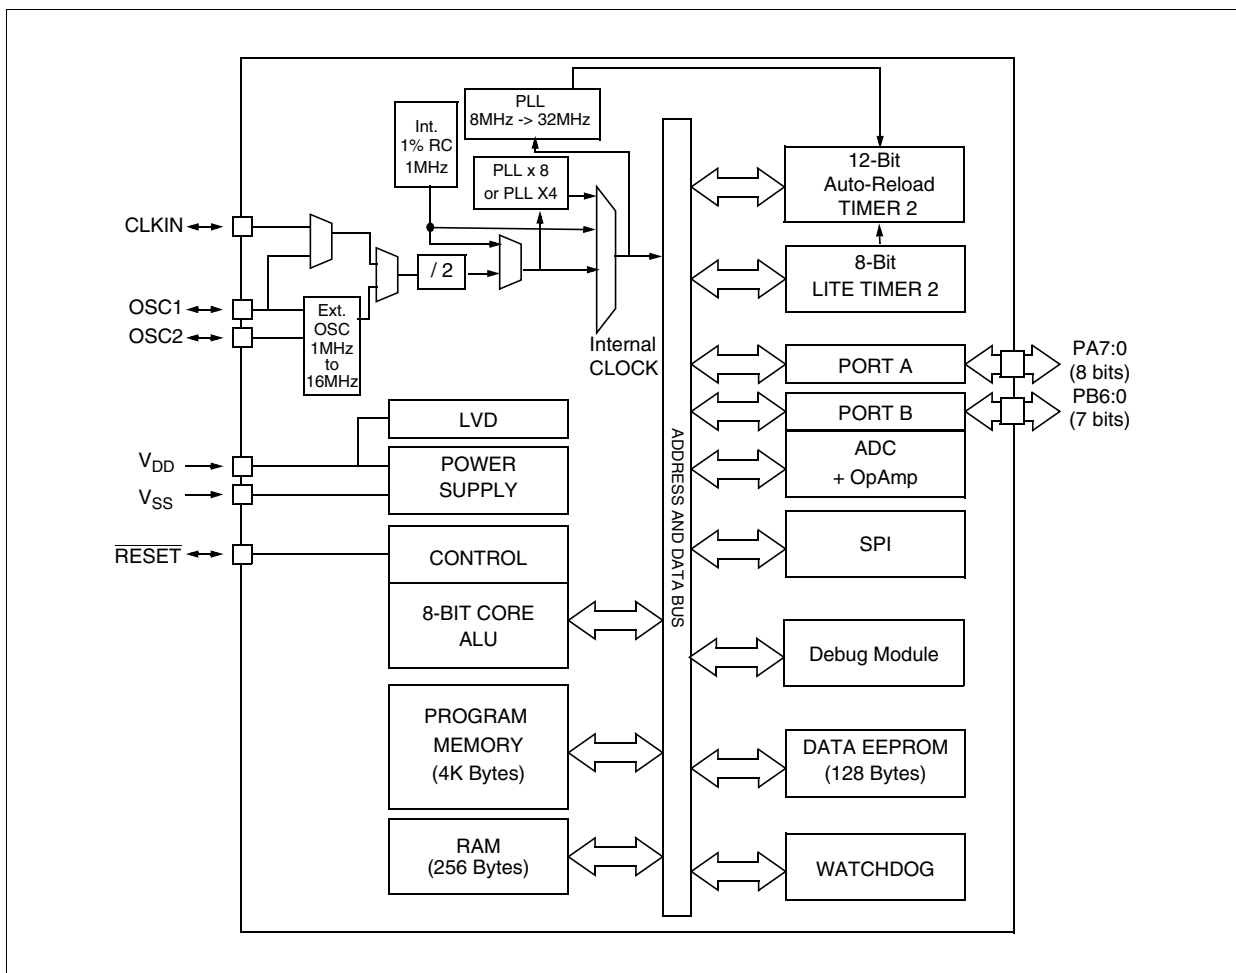 PLL
8MHz -> 32MHz
Int.
1% RC
1MHz
PLL x 8
or PLL X4
12-Bit
Auto-Reload
TIMER 2
CLKIN
/ 2
8-Bit
LITE TIMER 2
OSC1
OSC2
Ext.
OSC
1MHz
to
16MHz
Internal
CLOCK
PORT A
PA7:0
(8 bits)
PORT B
PB6:0
(7 bits)
LVD
ADC
+ OpAmp
VDD
VSS
POWER
SUPPLY
ADDRESS AND DATA BUS
RESET
CONTROL
SPI
8-BIT CORE
ALU
Debug Module
PROGRAM
MEMORY
(4K Bytes)
DATA EEPROM
(128 Bytes)
RAM
(256 Bytes)
WATCHDOG